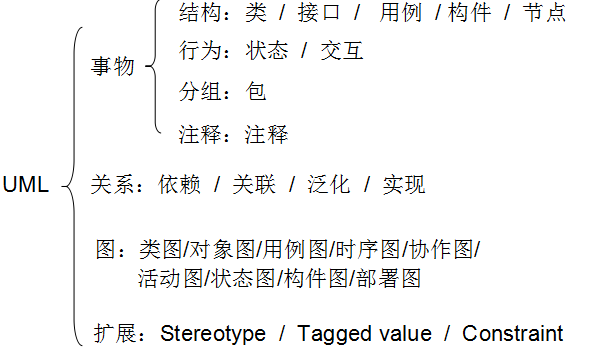 结构：类 / 接口 / 用例 / 构件 / 节点
行为：状态 / 交互
事物
分组：包
注释：注释
UML
关系：依赖 / 关联 / 泛化 / 实现
图：类图/对象图/用例图/时序图/协作图/
活动图/状态图/构件图/部署图
扩展：Stereotype / Tagged value / Constraint